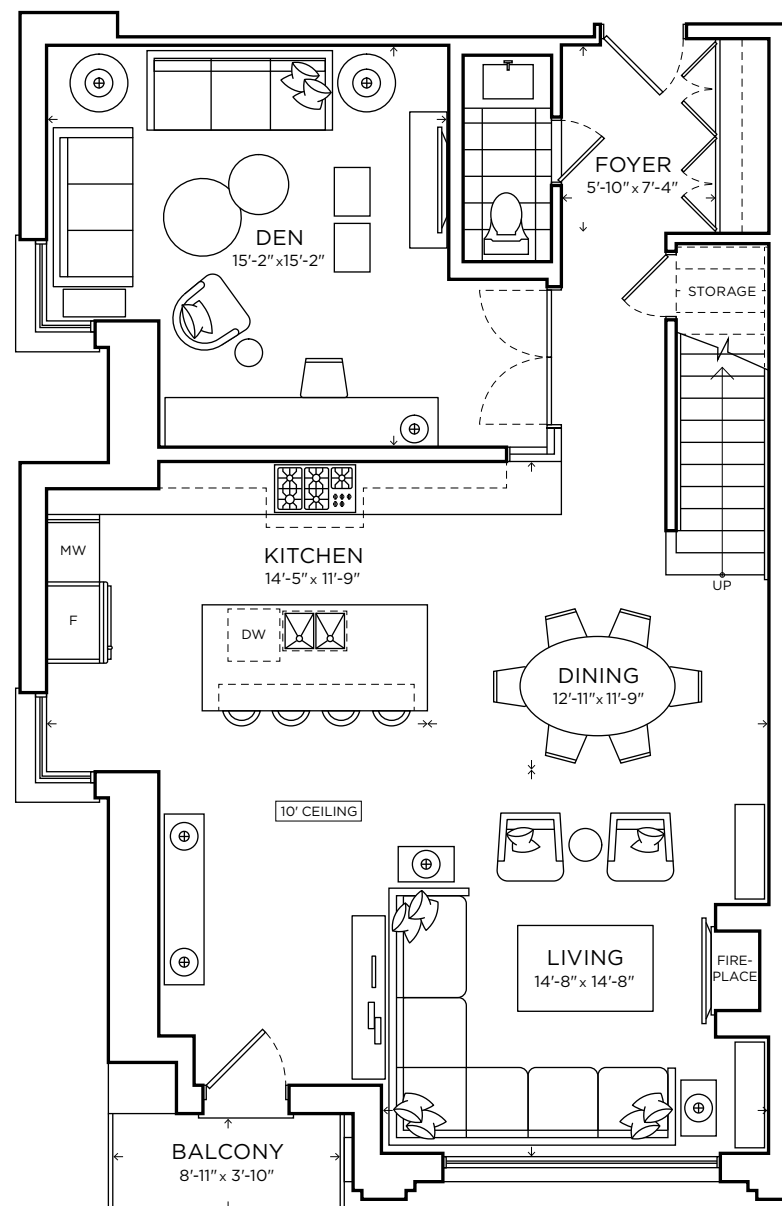 FOYER
5'-10" x 7'-4"
DEN
15'-2" x 15'-2"
STORAGE
KITCHEN
14'-5" x 11'-9"
MW
F
UP
DW
DINING
12'-11" x 11'-9"
10' CEILING
LIVING
14'-8" x 14'-8"
FIRE-
PLACE
BALCONY
8'-11" x 3'-10"